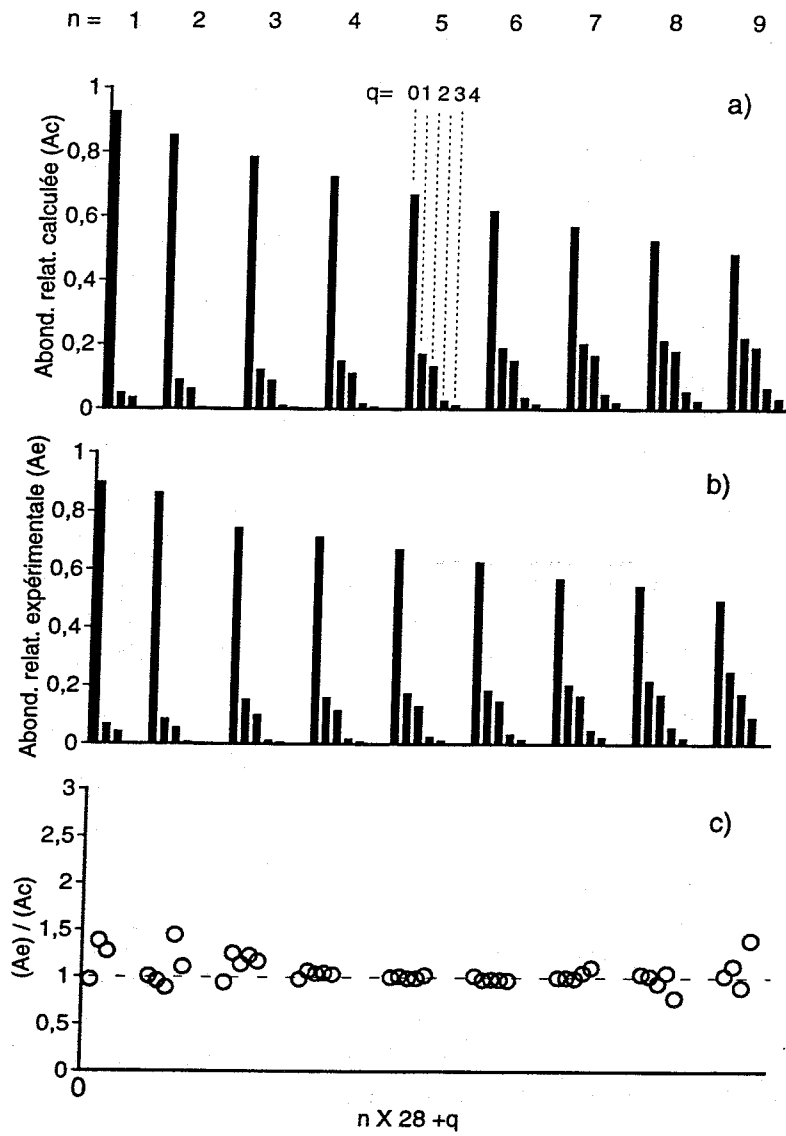 n = 1 2 3 4 5 6 7 8 9
q= 0 1 2 3 4
a)
1
0,8
0,6
0,4
0,2
0
Abond. relat. calculée (Ac)
b)
1
0,8
0,6
0,4
0,2
0
Abond. relat. expérimentale (Ae)
c)
3
2,5
2
1,5
1
0,5
0
(Ae) / (Ac)
0
n X 28 +q